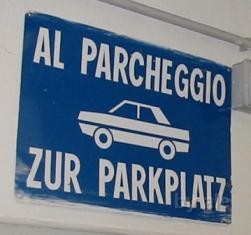 AL PARCHEGGIO
ZUR PARKPLATZ